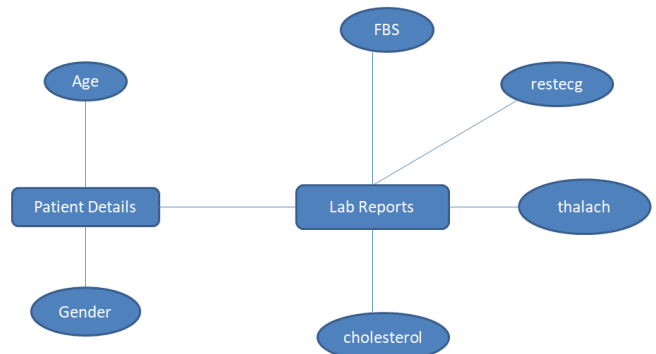 FBS
Age
restecg
Patient Details
Lab Reports
thalach
Gender
cholesterol